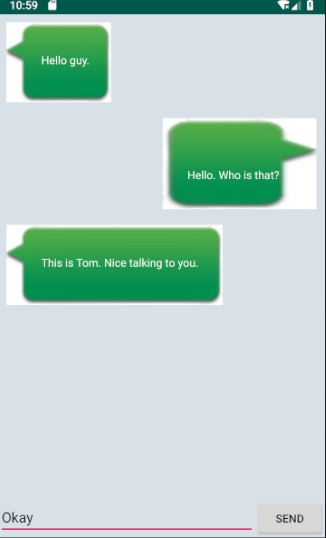 10:59
Hello guy.
Hello. Who is that?
This is Tom. Nice talking to you.
Okay
SEND